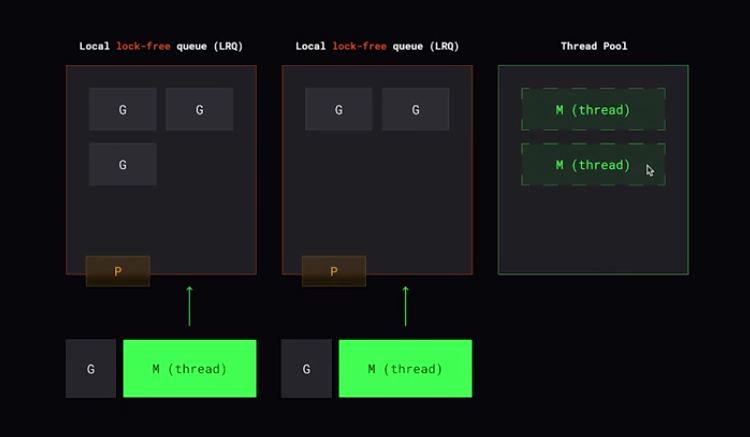 Local lock-free queue (LRQ)
G
G
G
P
G
M (thread)
Local lock-free queue (LRQ)
G
G
P
G
M (thread)
Thread Pool
M (thread)
M (thread)